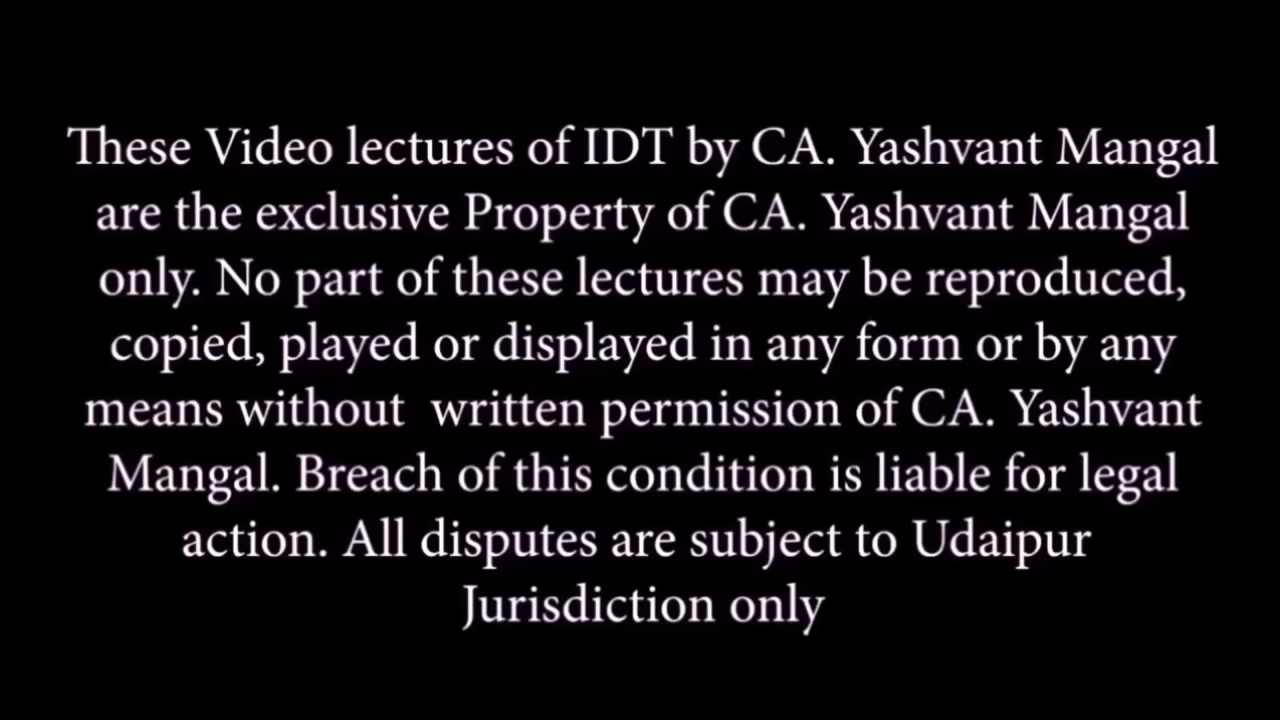 These Video lectures of IDT by CA. Yashvant Mangal
are the exclusive Property of CA. Yashvant Mangal
only. No part of these lectures may be reproduced,
copied, played or displayed in any form or by any
means without  written permission of CA. Yashvant
Mangal. Breach of this condition is liable for legal
action. All disputes are subject to Udaipur
Jurisdiction only